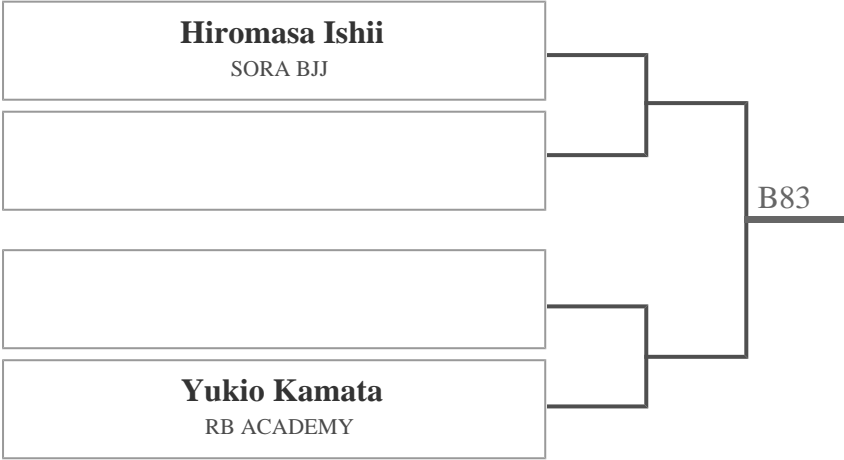 Hiromasa Ishii
SORA BJJ
B83
Yukio Kamata
RB ACADEMY